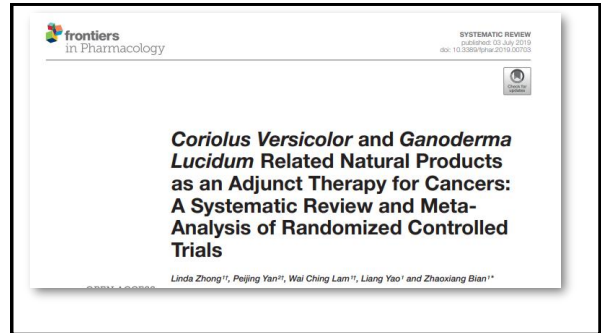 frontiers
in Pharmacology
SYSTEMATIC REVIEW
published: 03 July 2019
doi: 10.3389/fphar.2019.00703
Check for
updates
Coriolus Versicolor and Ganoderma
Lucidum Related Natural Products
as an Adjunct Therapy for Cancers:
A Systematic Review and Meta-
Analysis of Randomized Controlled
Trials
Linda Zhong1†, Peijing Yan2†, Wai Ching Lam1†, Liang Yao1 and Zhaoxiang Bian1*
OPEN ACCESS